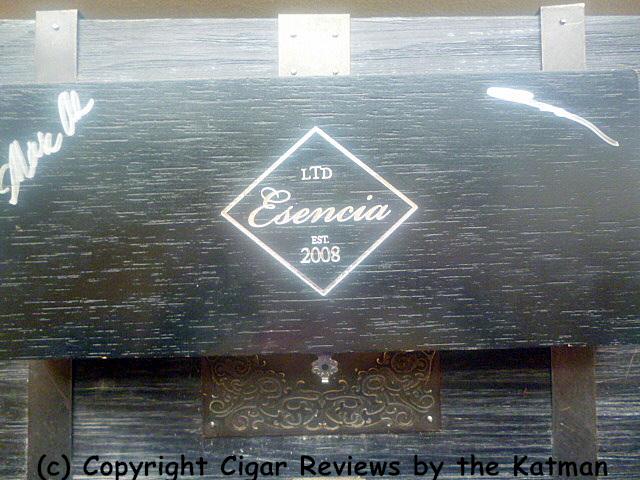 LTD
Esencia
EST.
2008
(c) Copyright Cigar Reviews by the Katman